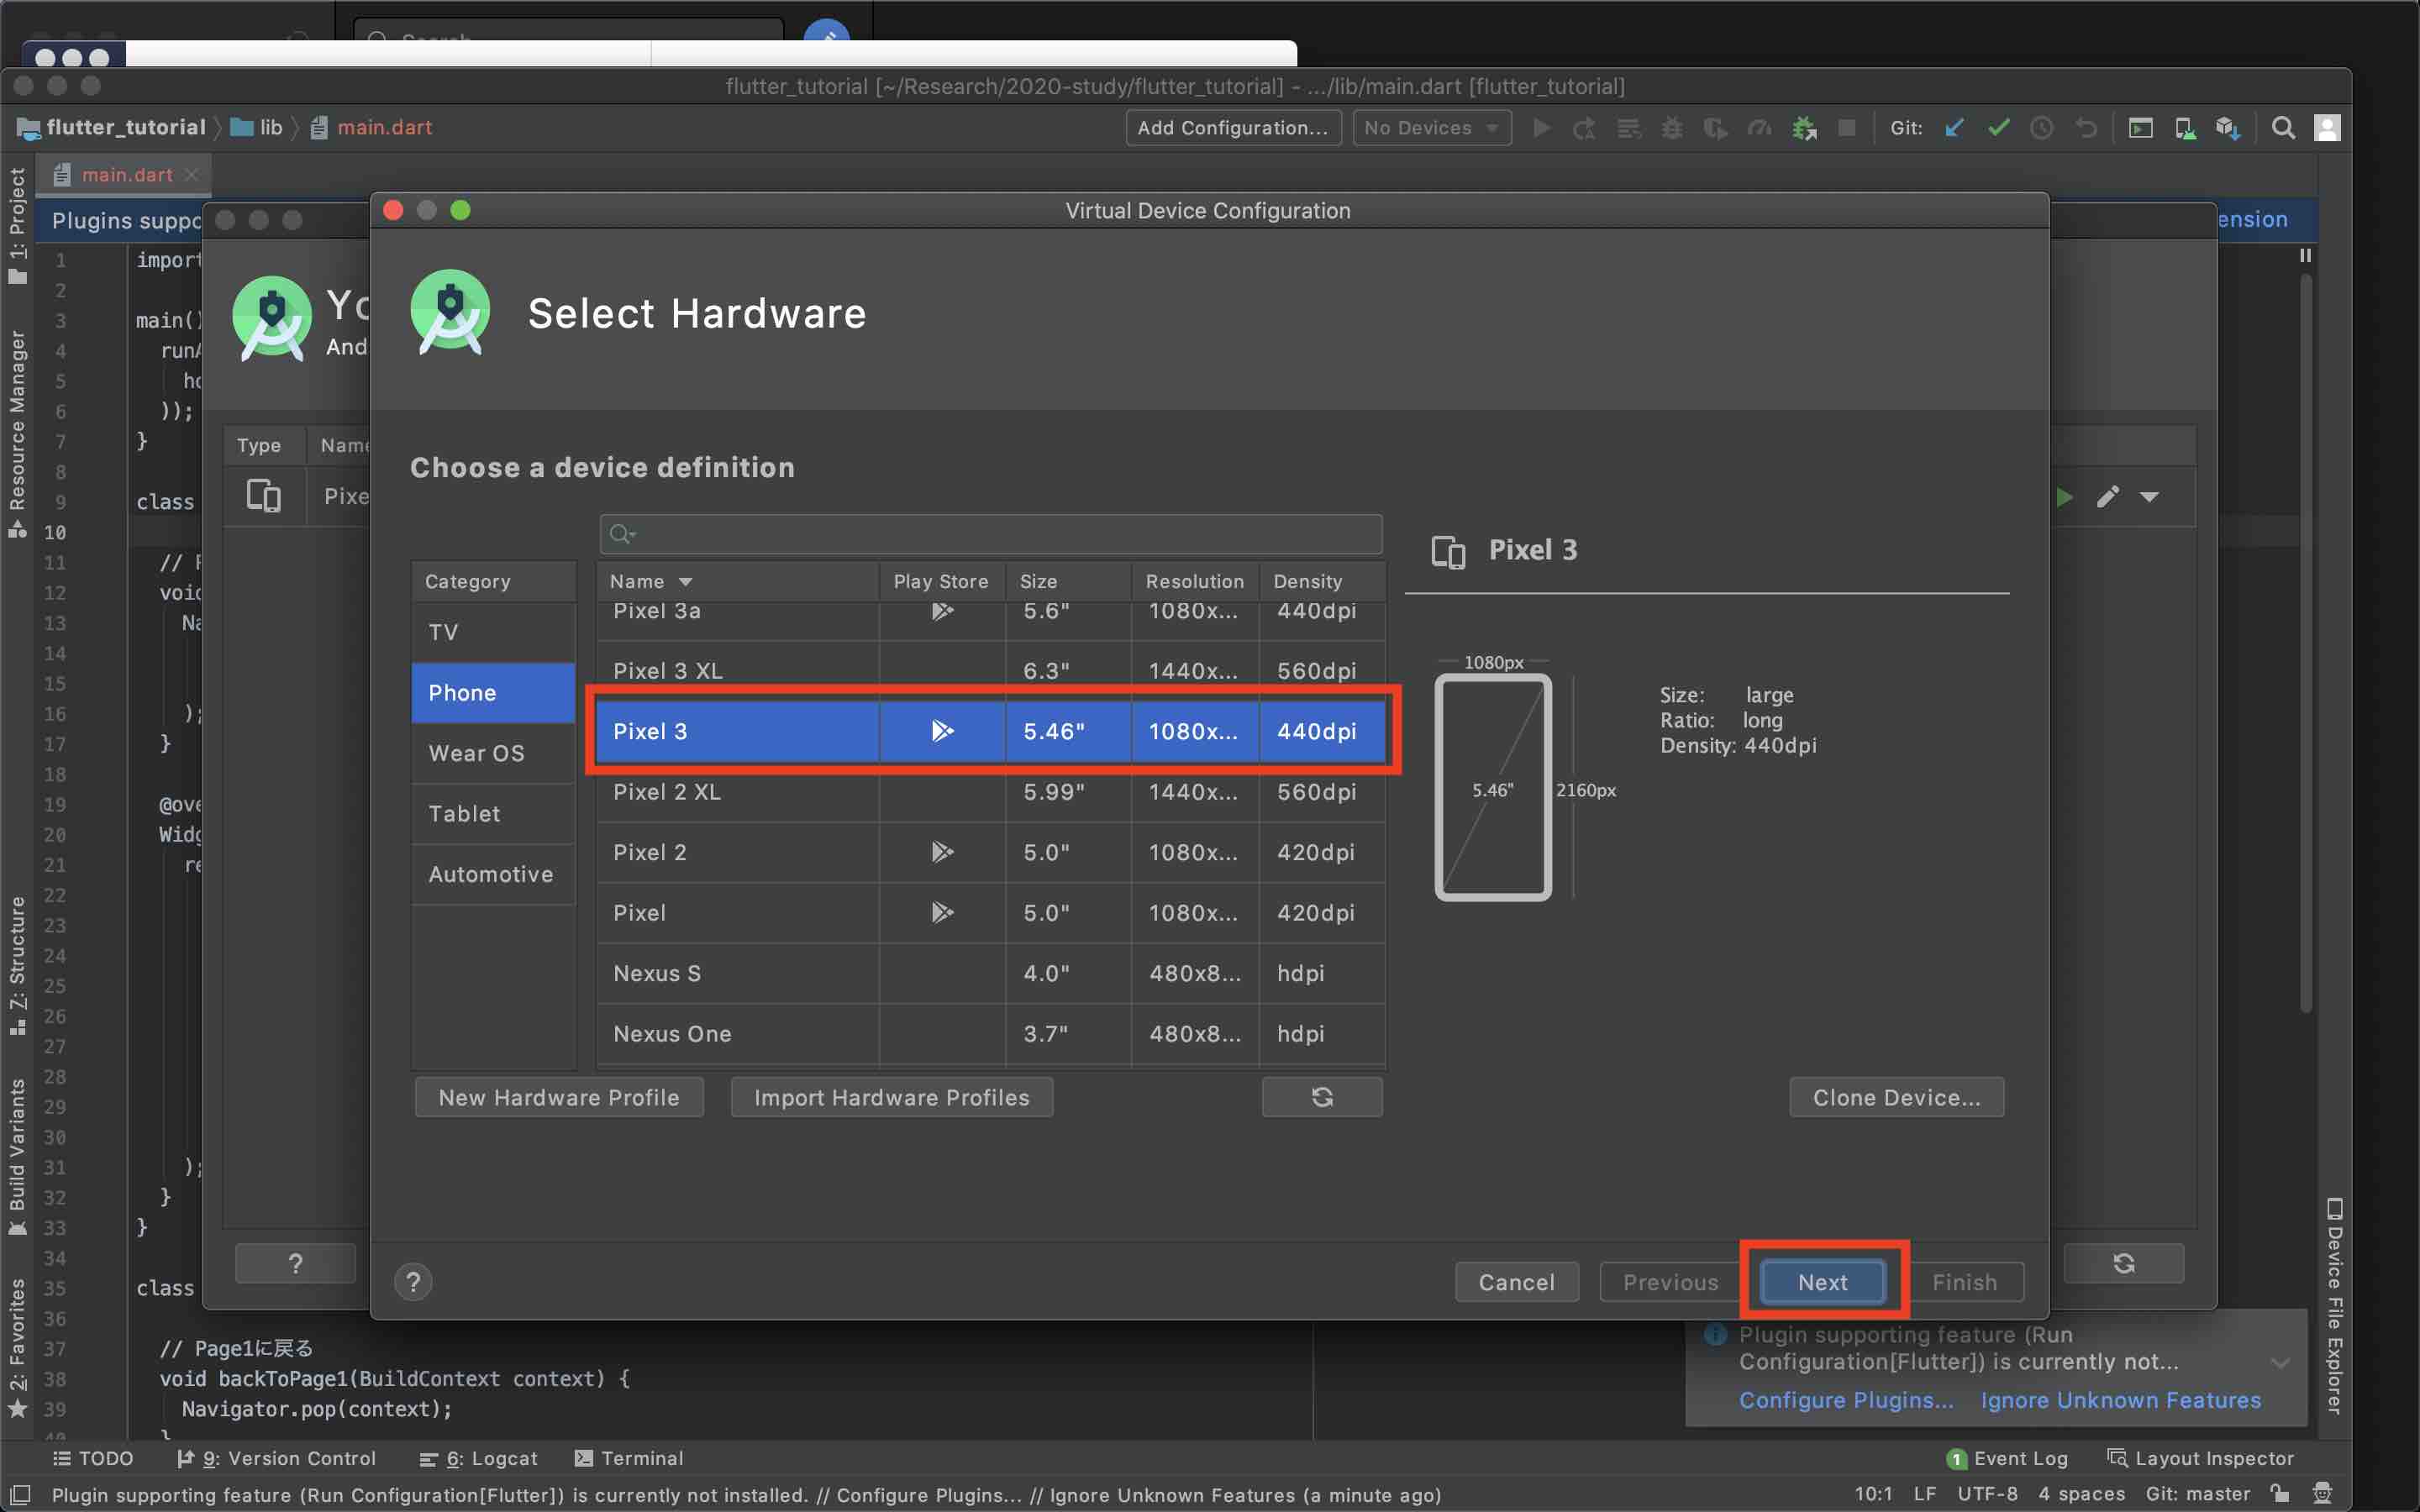 flutter_tutorial [~/Research/2020-study/flutter_tutorial] - .../lib/main.dart [flutter_tutorial]
flutter_tutorial lib main.dart Add Configuration... No Devices Git:
main.dart
Plugins suppo ension
Virtual Device Configuration
Select Hardware
Yo
And
Type Name
Pixe
Choose a device definition
Category
TV
Phone
Wear OS
Tablet
Automotive
Name Play Store Size Resolution Density
Pixel 3a 5.6" 1080x... 440dpi
Pixel 3 XL 6.3" 1440x... 560dpi
Pixel 3 5.46" 1080x... 440dpi
Pixel 2 XL 5.99" 1440x... 560dpi
Pixel 2 5.0" 1080x... 420dpi
Pixel 5.0" 1080x... 420dpi
Nexus S 4.0" 480x8... hdpi
Nexus One 3.7" 480x8... hdpi
Pixel 3
1080px
5.46"
2160px
Size: large
Ratio: long
Density: 440dpi
New Hardware Profile Import Hardware Profiles Clone Device...
? ? Cancel Previous Next Finish
1: Project
Resource Manager
Z: Structure
Build Variants
2: Favorites
Device File Explorer
1 import
2
3 main()
4 runA
5 ho
6 ));
7 }
8
9 class
10
11 // P
12 void
13 Na
14
15
16 );
17 }
18
19 @ove
20 Widg
21 re
22
23
24
25
26
27
28
29
30
31 );
32 }
33 }
34
35 class
36
37 // Page1に戻る
38 void backToPage1(BuildContext context) {
39 Navigator.pop(context);
40 }
Plugin supporting feature (Run
Configuration[Flutter]) is currently not...
Configure Plugins... Ignore Unknown Features
TODO 9: Version Control 6: Logcat Terminal 1 Event Log Layout Inspector
Plugin supporting feature (Run Configuration[Flutter]) is currently not installed. // Configure Plugins... // Ignore Unknown Features (a minute ago) 10:1 LF UTF-8 4 spaces Git: master